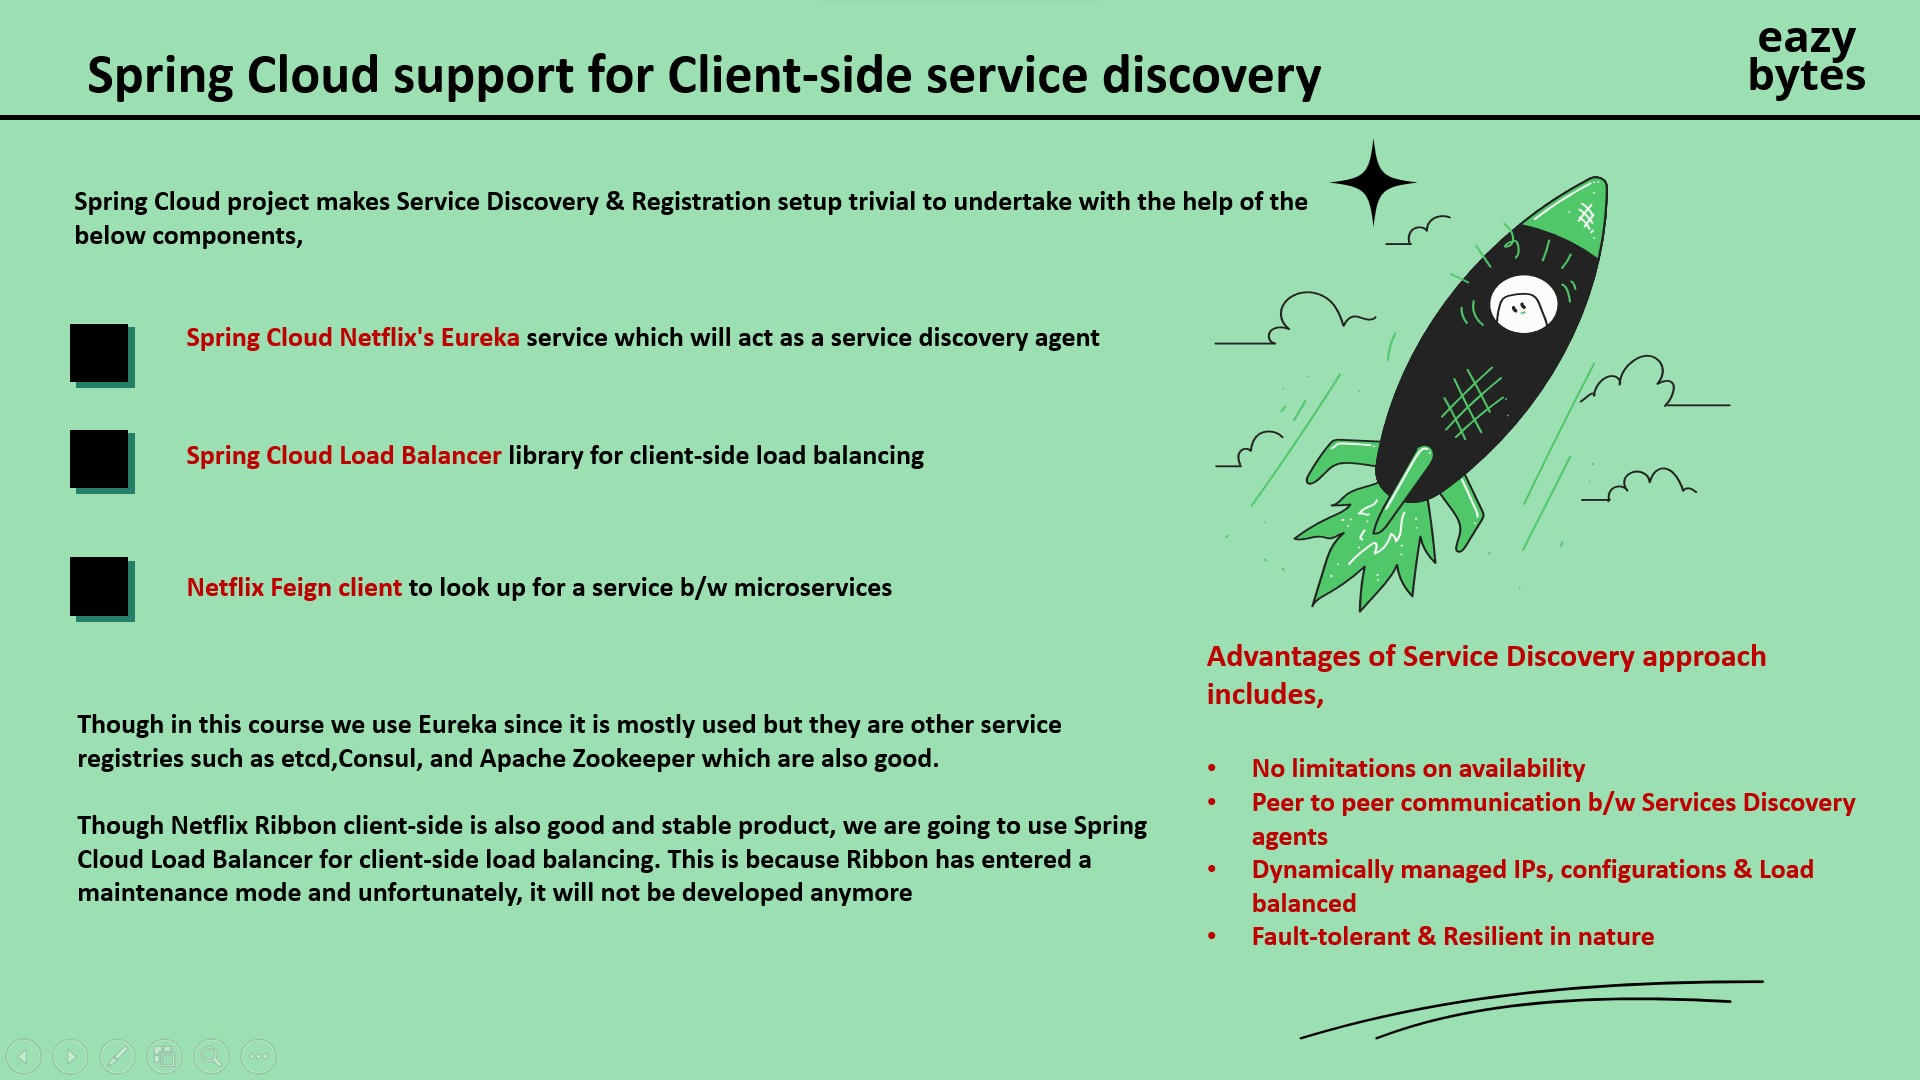 Spring Cloud support for Client-side service discovery
eazy
bytes
Spring Cloud project makes Service Discovery & Registration setup trivial to undertake with the help of the
below components,
Spring Cloud Netflix's Eureka service which will act as a service discovery agent
Spring Cloud Load Balancer library for client-side load balancing
Netflix Feign client to look up for a service b/w microservices
Though in this course we use Eureka since it is mostly used but they are other service
registries such as etcd,Consul, and Apache Zookeeper which are also good.
Though Netflix Ribbon client-side is also good and stable product, we are going to use Spring
Cloud Load Balancer for client-side load balancing. This is because Ribbon has entered a
maintenance mode and unfortunately, it will not be developed anymore
Advantages of Service Discovery approach
includes,
• No limitations on availability
• Peer to peer communication b/w Services Discovery
agents
• Dynamically managed IPs, configurations & Load
balanced
• Fault-tolerant & Resilient in nature